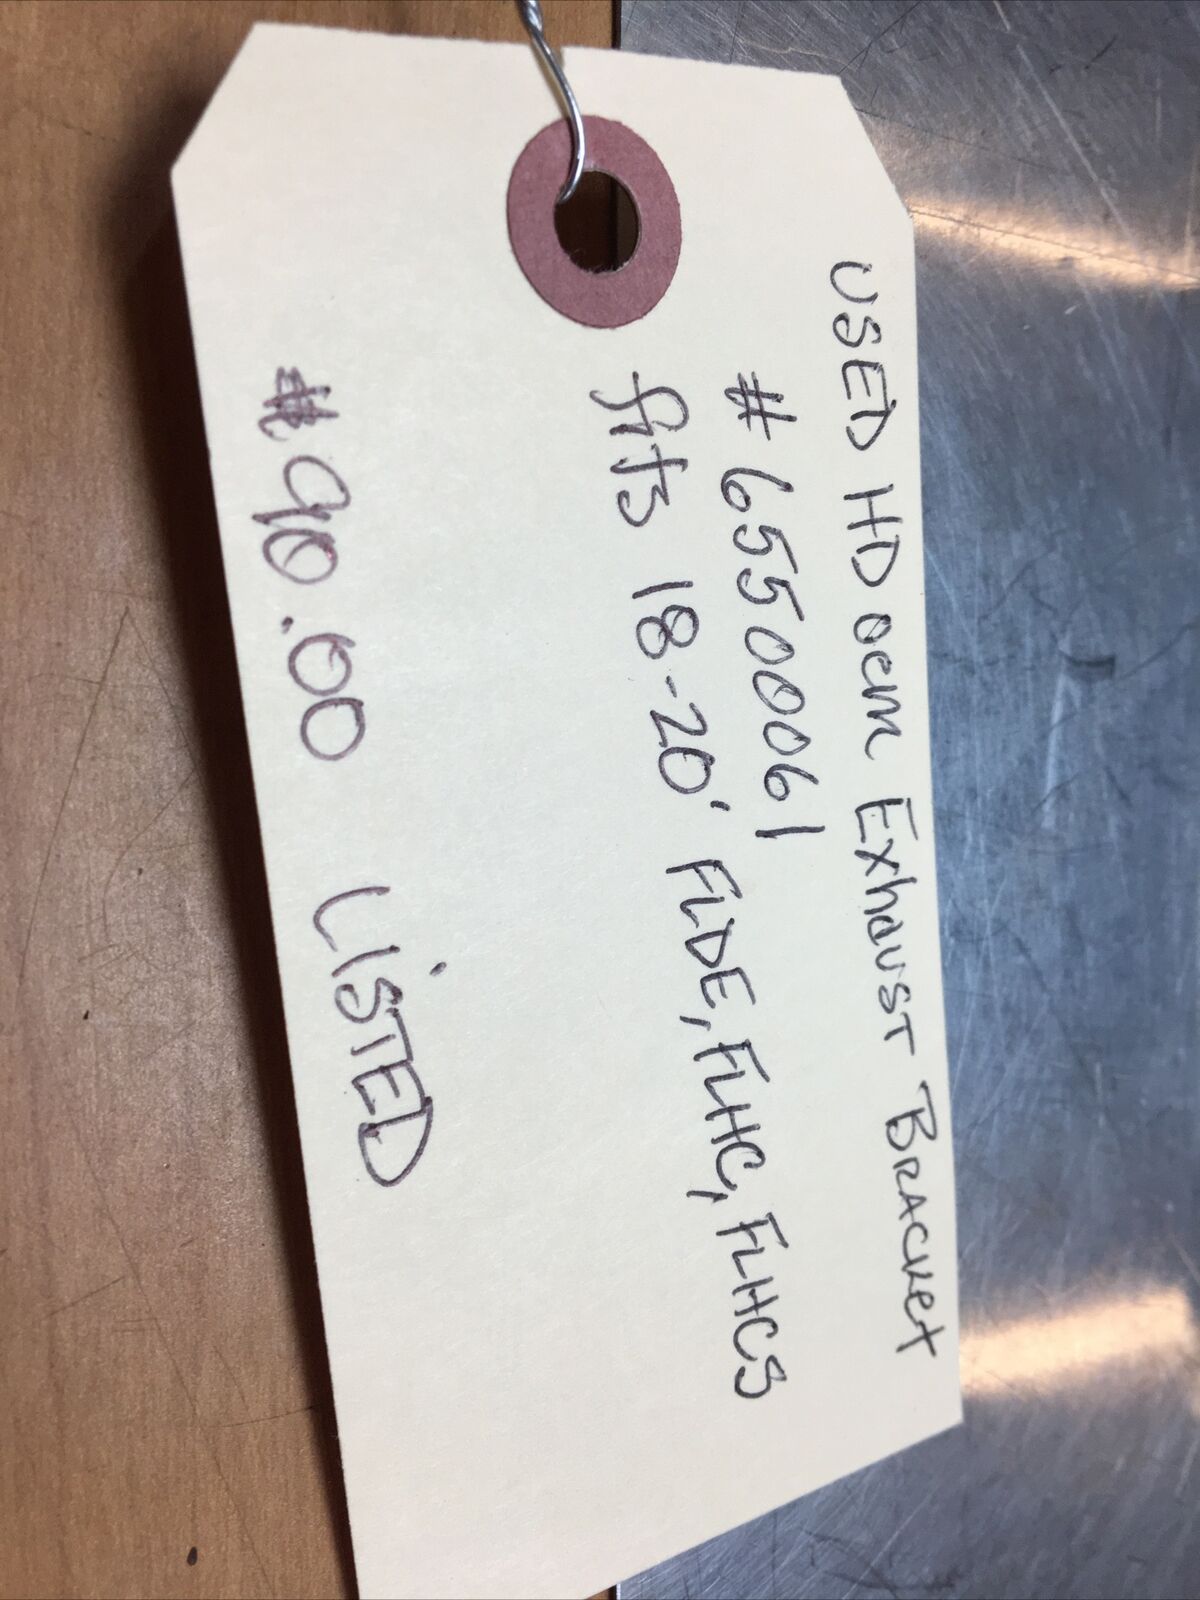 USED HD oem Exhaust Bracket
# 65500061
fits 18-20' FLDE, FLHC, FLHCS
$90.00 LISTED